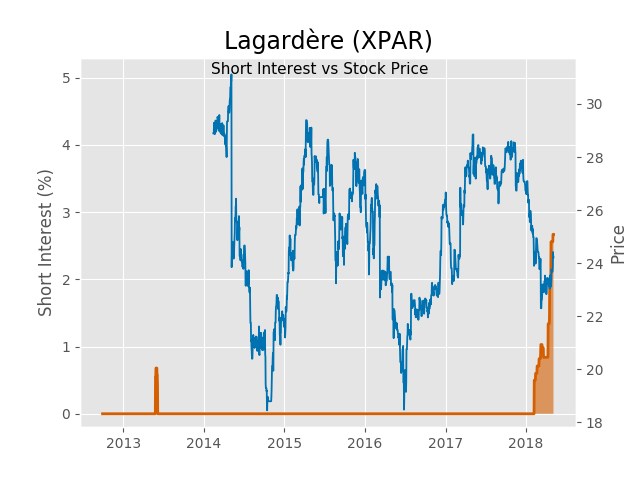 Lagardère (XPAR)
Short Interest vs Stock Price
Short Interest (%)
5
4
3
2
1
0
30
28
26
24
22
20
18
Price
2013 2014 2015 2016 2017 2018